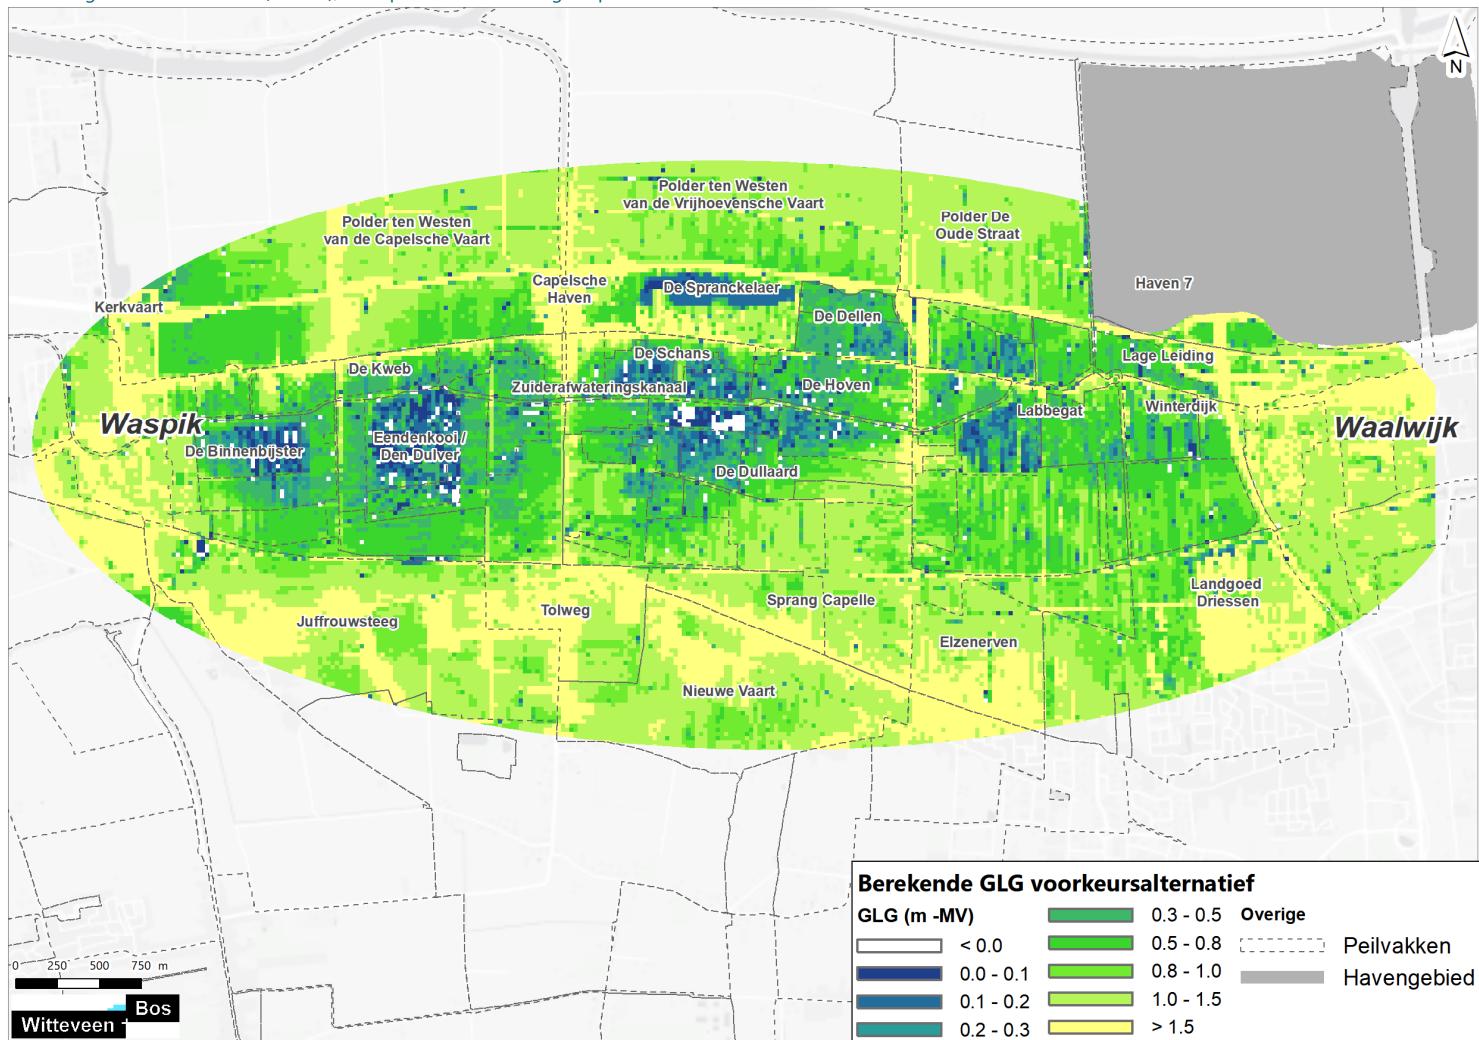 N
Polder ten Westen
van de Vrijhoevensche Vaart
Polder ten Westen
van de Capelsche Vaart
Polder De
Oude Straat
Capelsche
Haven
De Spranckelaer
Haven 7
Kerkvaart
De Dellen
De Schans
Lage Leiding
De Kweb
Zuiderafwateringskanaal
De Hoven
Labbegat
Winterdijk
Waspik
Waalwijk
De Binnenbijster
Eendenkooi /
Den Duiver
De Dullaard
Landgoed
Driessen
Sprang Capelle
Tolweg
Juffrouwsteeg
Elzenerven
Nieuwe Vaart
0 250 500 750 m
Witteveen +
Bos
Berekende GLG voorkeursalternatief
GLG (m -MV)
< 0.0
0.0 - 0.1
0.1 - 0.2
0.2 - 0.3
0.3 - 0.5
0.5 - 0.8
0.8 - 1.0
1.0 - 1.5
> 1.5
Overige
Peilvakken
Havengebied